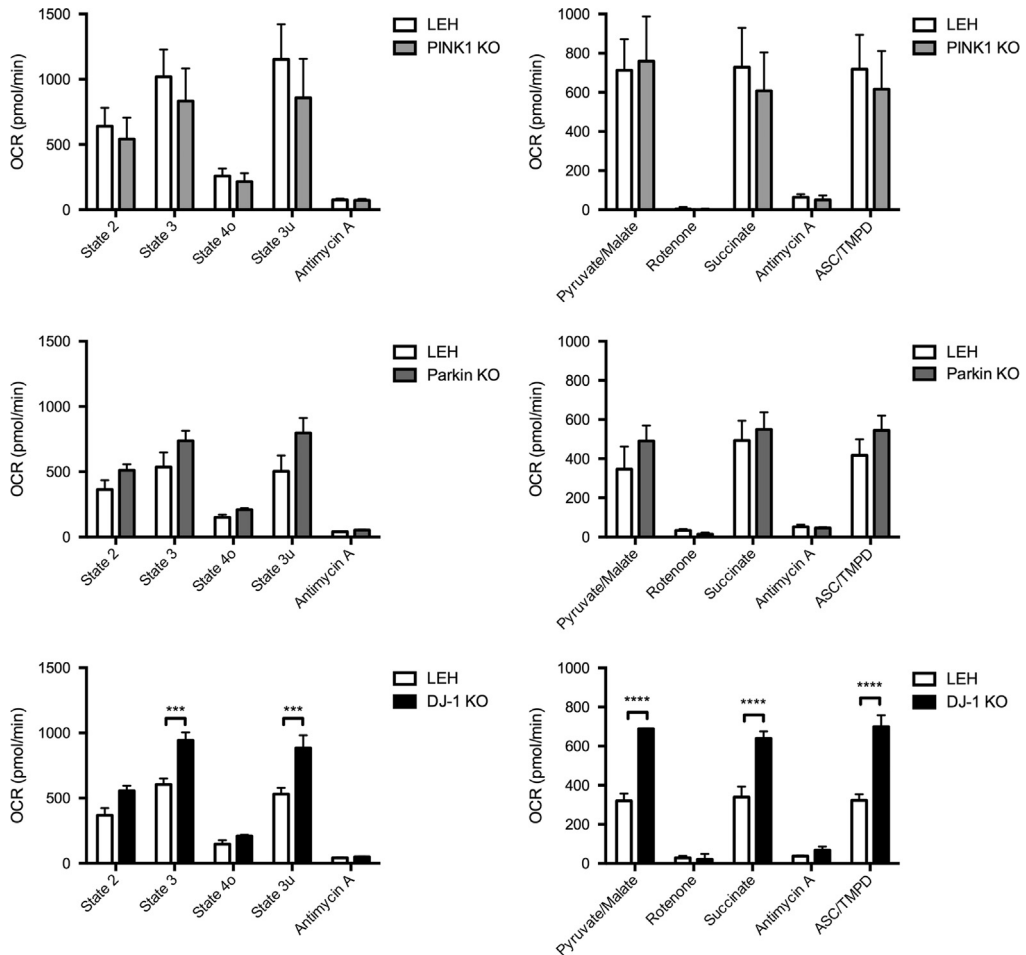 LEH
PINK1 KO
OCR (pmol/min)
1500
1000
500
0
State 2
State 3
State 4o
State 3u
Antimycin A
LEH
PINK1 KO
OCR (pmol/min)
1000
800
600
400
200
0
Pyruvate/Malate
Rotenone
Succinate
Antimycin A
ASC/TMPD
LEH
Parkin KO
OCR (pmol/min)
1500
1000
500
0
State 2
State 3
State 4o
State 3u
Antimycin A
LEH
Parkin KO
OCR (pmol/min)
1000
800
600
400
200
0
Pyruvate/Malate
Rotenone
Succinate
Antimycin A
ASC/TMPD
LEH
DJ-1 KO
OCR (pmol/min)
1500
1000
500
0
***
***
State 2
State 3
State 4o
State 3u
Antimycin A
LEH
DJ-1 KO
OCR (pmol/min)
1000
800
600
400
200
0
****
****
****
Pyruvate/Malate
Rotenone
Succinate
Antimycin A
ASC/TMPD